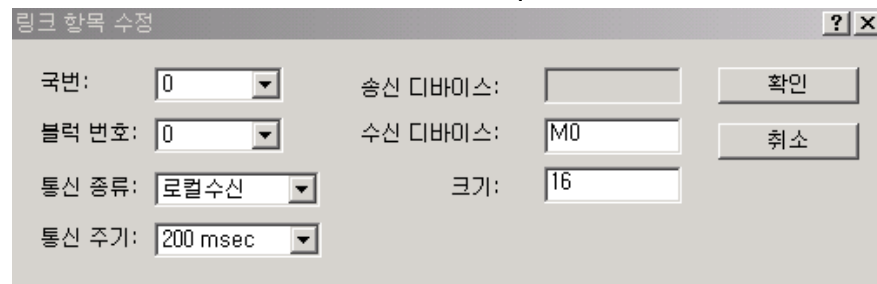 링크 항목 수정
국번: 0 송신 디바이스: 확인
블럭 번호: 0 수신 디바이스: M0 취소
통신 종류: 로컬수신 크기: 16
통신 주기: 200 msec